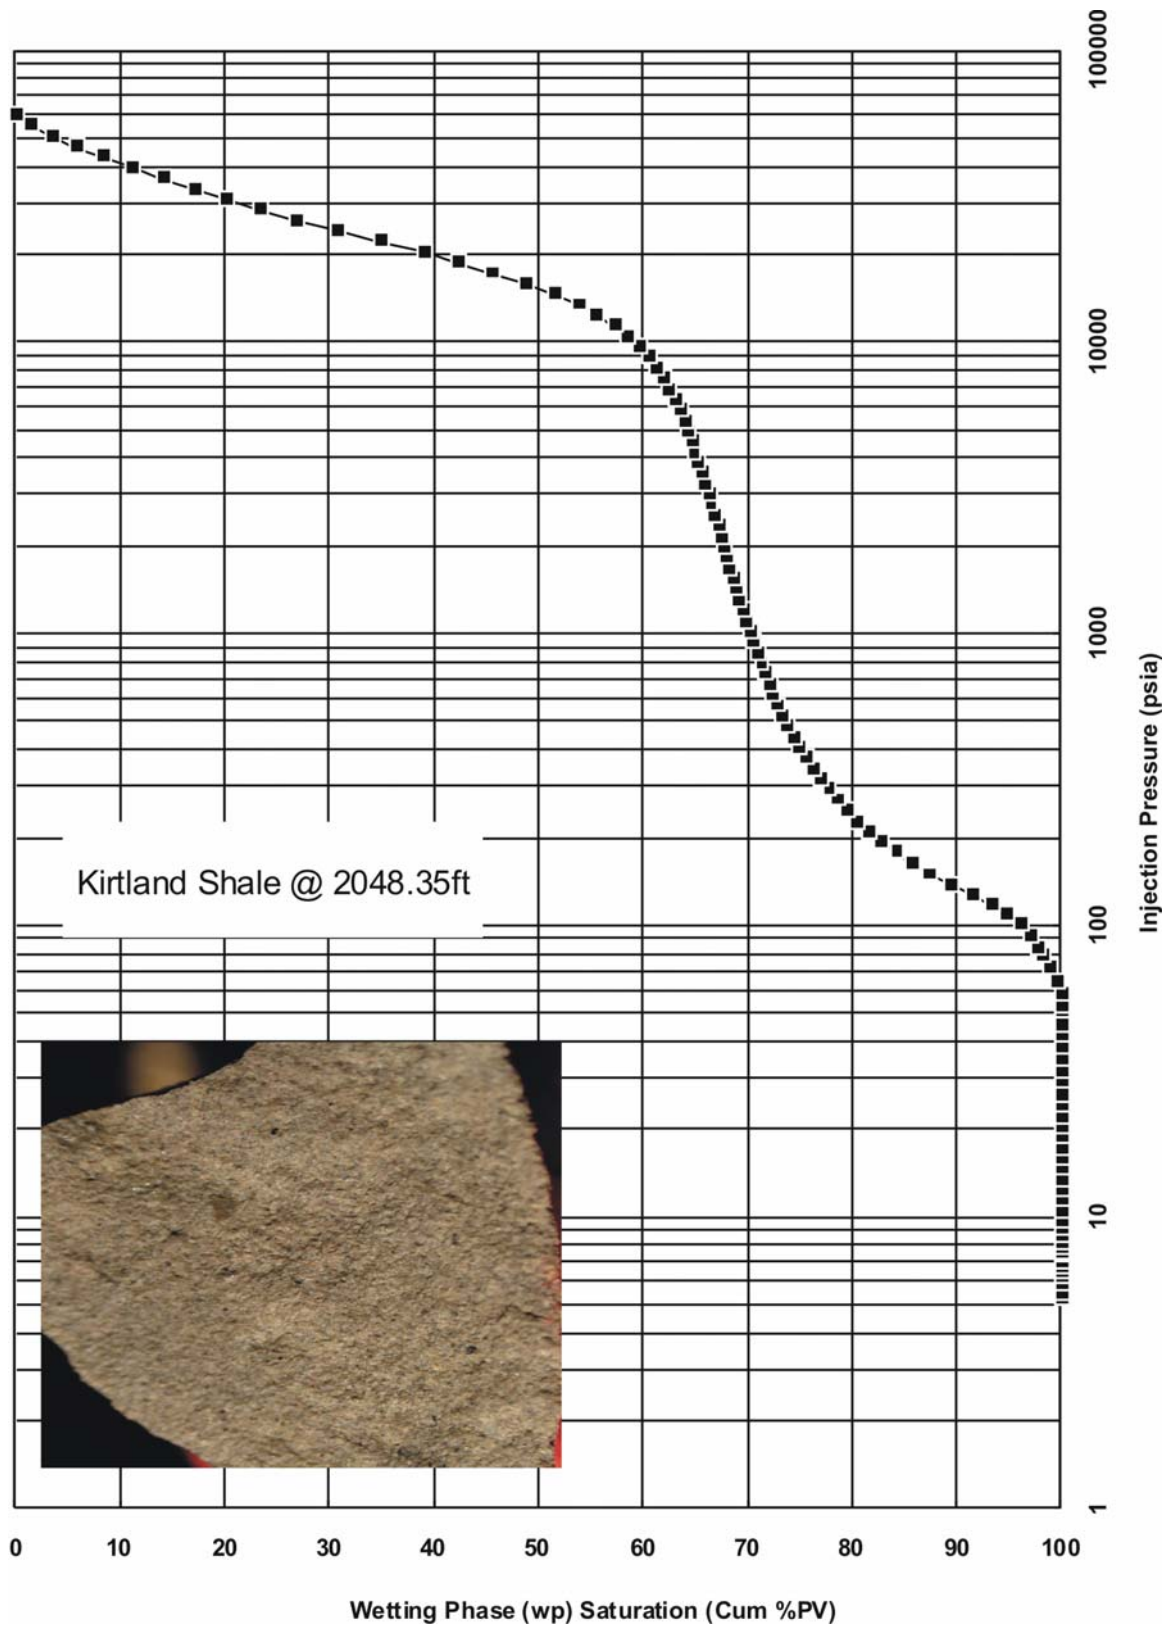 100000
10000
1000
100
10
1
Injection Pressure (psia)
Kirtland Shale @ 2048.35ft
0 10 20 30 40 50 60 70 80 90 100
Wetting Phase (wp) Saturation (Cum %PV)